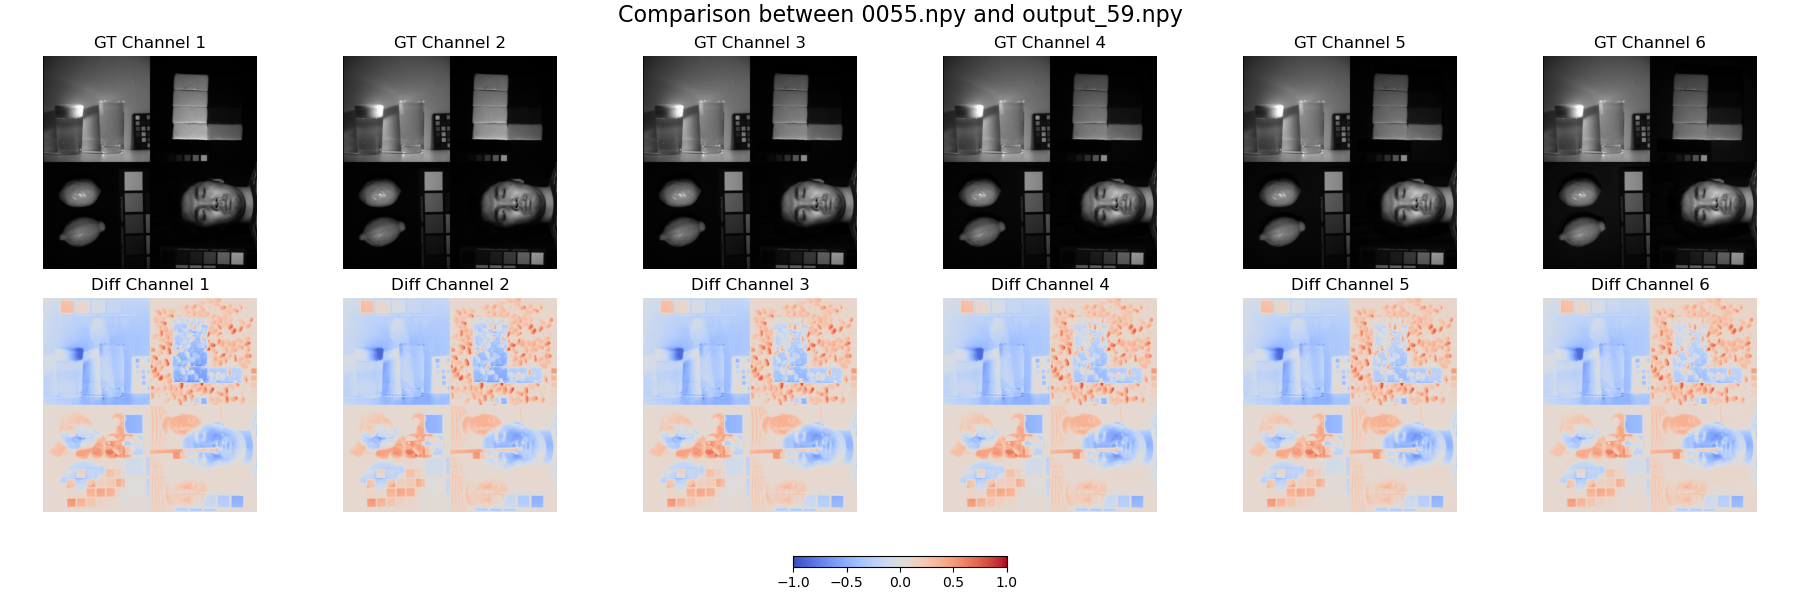 Comparison between 0055.npy and output_59.npy
GT Channel 1 GT Channel 2 GT Channel 3 GT Channel 4 GT Channel 5 GT Channel 6
Diff Channel 1 Diff Channel 2 Diff Channel 3 Diff Channel 4 Diff Channel 5 Diff Channel 6
−1.0 −0.5 0.0 0.5 1.0